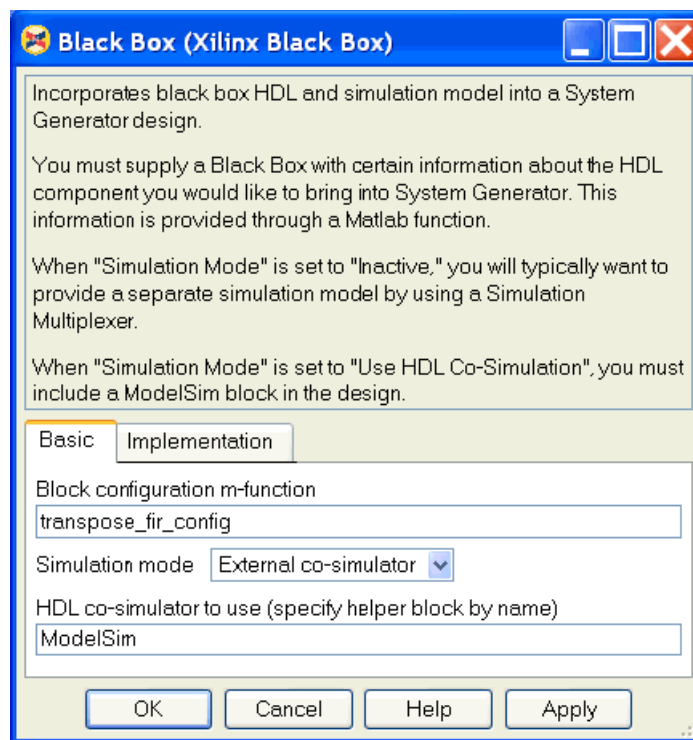 Black Box (Xilinx Black Box)
Incorporates black box HDL and simulation model into a System
Generator design.
You must supply a Black Box with certain information about the HDL
component you would like to bring into System Generator. This
information is provided through a Matlab function.
When "Simulation Mode" is set to "Inactive," you will typically want to
provide a separate simulation model by using a Simulation
Multiplexer.
When "Simulation Mode" is set to "Use HDL Co-Simulation", you must
include a ModelSim block in the design.
Basic Implementation
Block configuration m-function
transpose_fir_config
Simulation mode External co-simulator
HDL co-simulator to use (specify helper block by name)
ModelSim
OK Cancel Help Apply